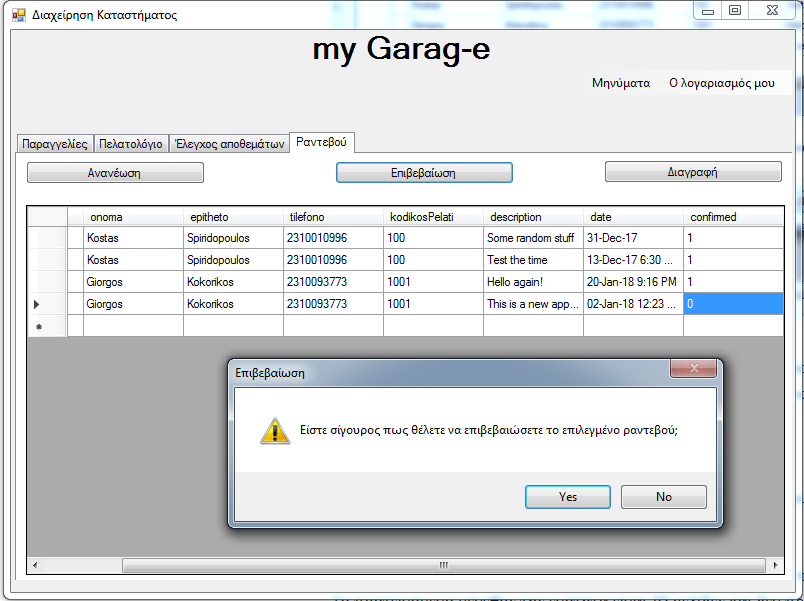 Διαχείρηση Καταστήματος
my Garag-e
Μηνύματα Ο λογαριασμός μου
Παραγγελίες Πελατολόγιο Έλεγχος αποθεμάτων Ραντεβού
Ανανέωση Επιβεβαίωση Διαγραφή
onoma epitheto tilefono kodikosPelati description date confirmed
Kostas Spiridopoulos 2310010996 100 Some random stuff 31-Dec-17 1
Kostas Spiridopoulos 2310010996 100 Test the time 13-Dec-17 6:30 ... 1
Giorgos Kokorikos 2310093773 1001 Hello again! 20-Jan-18 9:16 PM 1
Giorgos Kokorikos 2310093773 1001 This is a new app... 02-Jan-18 12:23 ... 0
Επιβεβαίωση
Είστε σίγουρος πως θέλετε να επιβεβαιώσετε το επιλεγμένο ραντεβού;
Yes No